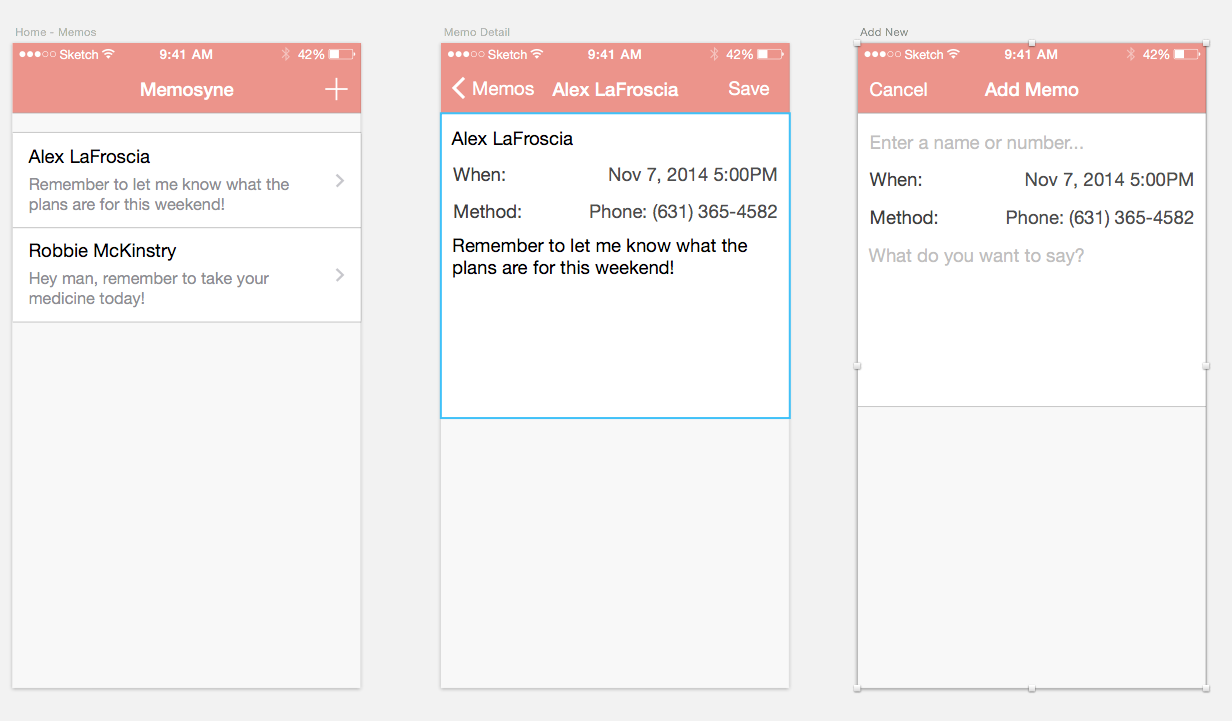 Home - Memos
Sketch 9:41 AM 42%
Memosyne
Alex LaFroscia
Remember to let me know what the
plans are for this weekend!
Robbie McKinstry
Hey man, remember to take your
medicine today!
Memo Detail
Sketch 9:41 AM 42%
Memos Alex LaFroscia Save
Alex LaFroscia
When: Nov 7, 2014 5:00PM
Method: Phone: (631) 365-4582
Remember to let me know what the
plans are for this weekend!
Add New
Sketch 9:41 AM 42%
Cancel Add Memo
Enter a name or number...
When: Nov 7, 2014 5:00PM
Method: Phone: (631) 365-4582
What do you want to say?